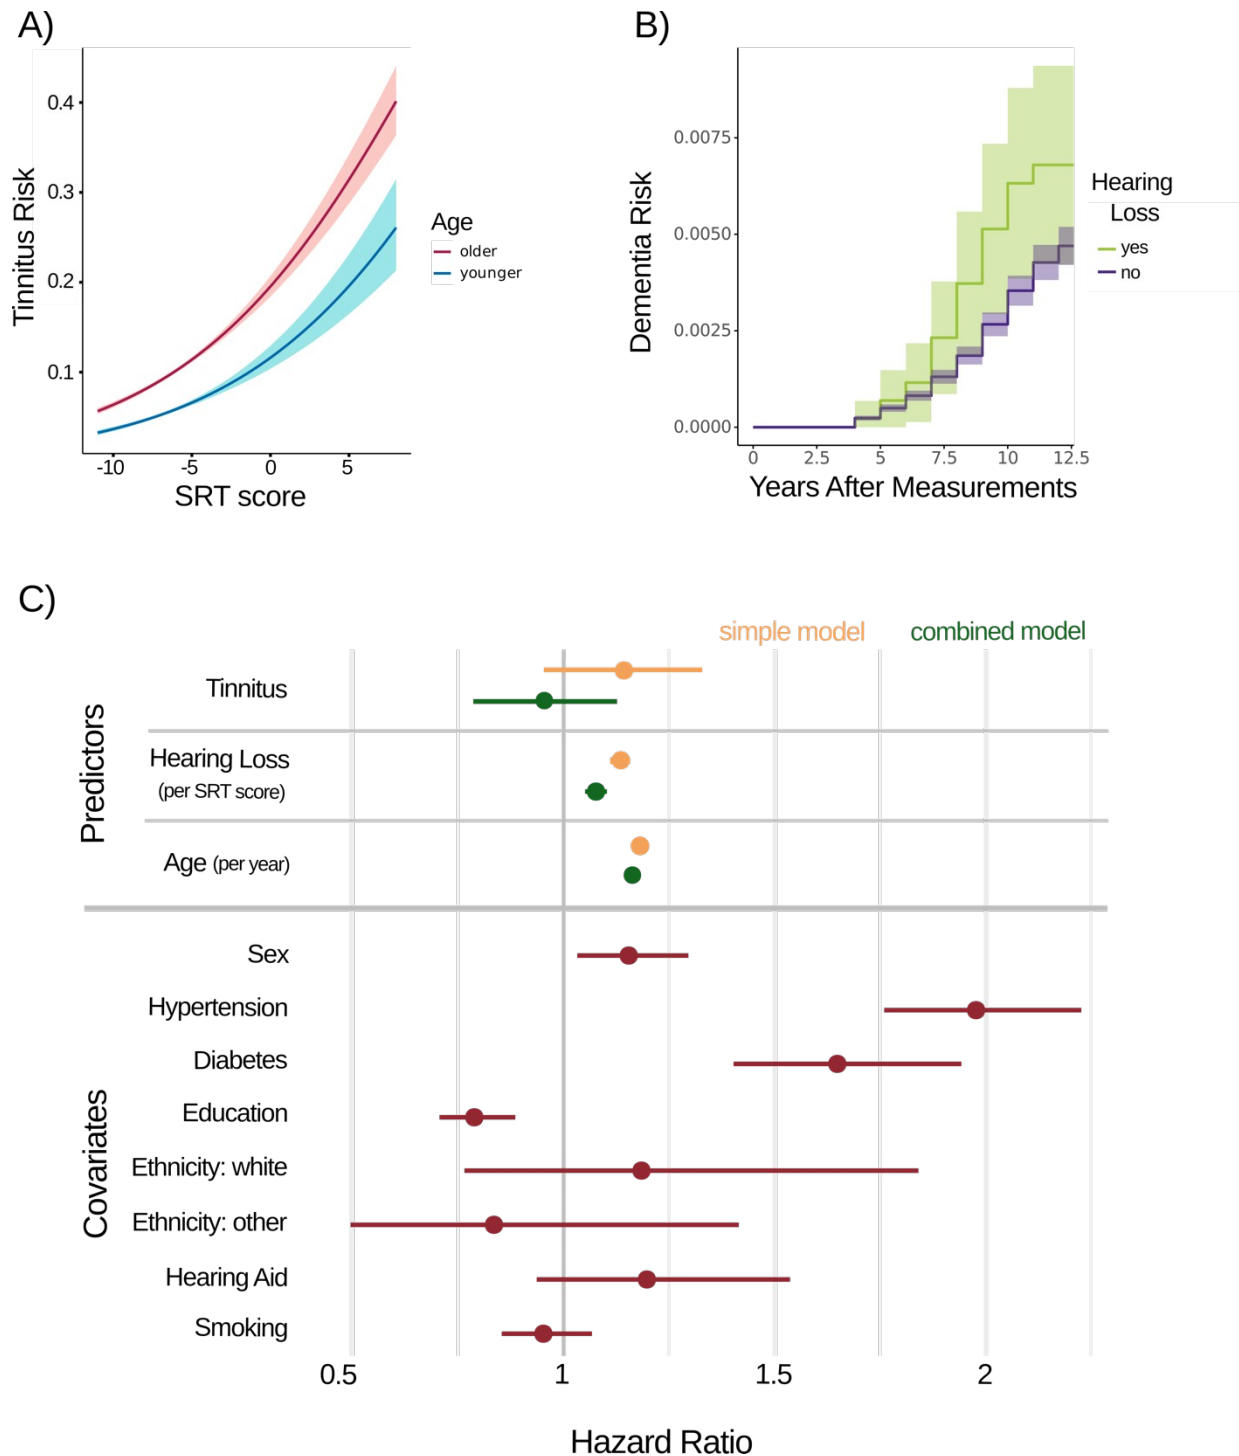 A)
Tinnitus Risk
0.4
0.3
0.2
0.1
-10 -5 0 5
SRT score
Age
older
younger
B)
Dementia Risk
0.0075
0.0050
0.0025
0.0000
0 2.5 5 7.5 10 12.5
Years After Measurements
Hearing
Loss
yes
no
C)
simple model combined model
Predictors
Tinnitus
Hearing Loss
(per SRT score)
Age (per year)
Covariates
Sex
Hypertension
Diabetes
Education
Ethnicity: white
Ethnicity: other
Hearing Aid
Smoking
0.5 1 1.5 2
Hazard Ratio